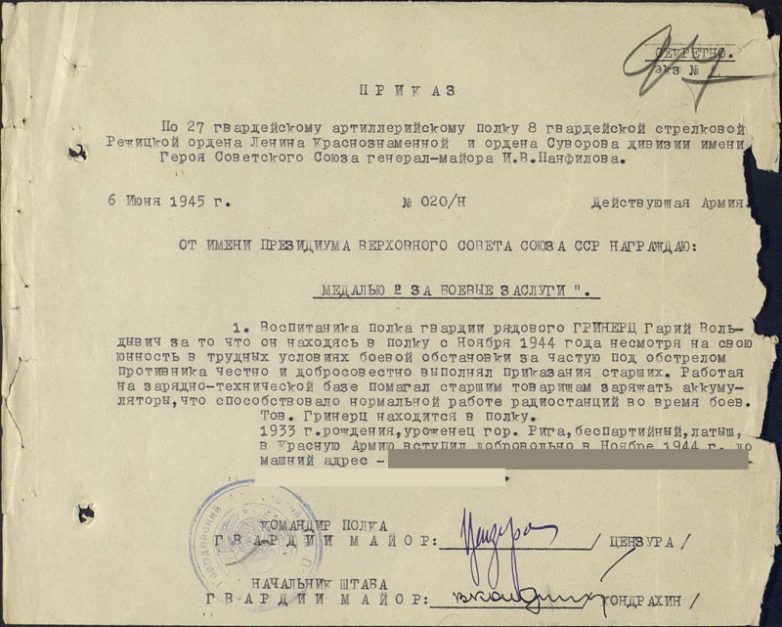 СЕКРЕТНО.
экз №
ПРИКАЗ
По 27 гвардейскому артиллерийскому полку 8 гвардейской стрелковой
Режицкой ордена Ленина Краснознаменной и ордена Суворова дивизии имени
Героя Советского Союза генерал-майора И.В.Панфилова.
6 Июня 1945 г. № 020/Н Действующая Армия.
ОТ ИМЕНИ ПРЕЗИДИУМА ВЕРХОВНОГО СОВЕТА СОЮЗА ССР НАГРАЖДАЮ:
МЕДАЛЬЮ 2 ЗА БОЕВЫЕ ЗАСЛУГИ ".
1. Воспитаника полка гвардии рядового ГРИНЕРЦ Гарий Воль-
дывич за то что он находясь в полку с Ноября 1944 года несмотря на свою
юнность в трудных условиях боевой обстановки за частую под обстрелом
противника честно и добросовестно выполнял приказания старших. Работая
на зарядно-технической базе помагал старшим товарищам заряжать аккуму-
ляторы,что способствовало нормальной работе радиостанций во время боев.
Тов. Гринерц находится в полку.
1933 г.рождения,уроженец гор. Рига,беспартийный,латыш,
в Красную Армию вступил добровольно в Ноябре 1944 г. до
машний адрес -
КОМАНДИР ПОЛКА
ГВАРДИИ МАЙОР: / ЦЕНЗУРА /
НАЧАЛЬНИК ШТАБА
ГВАРДИИ МАЙОР: КОНДРАХИН /